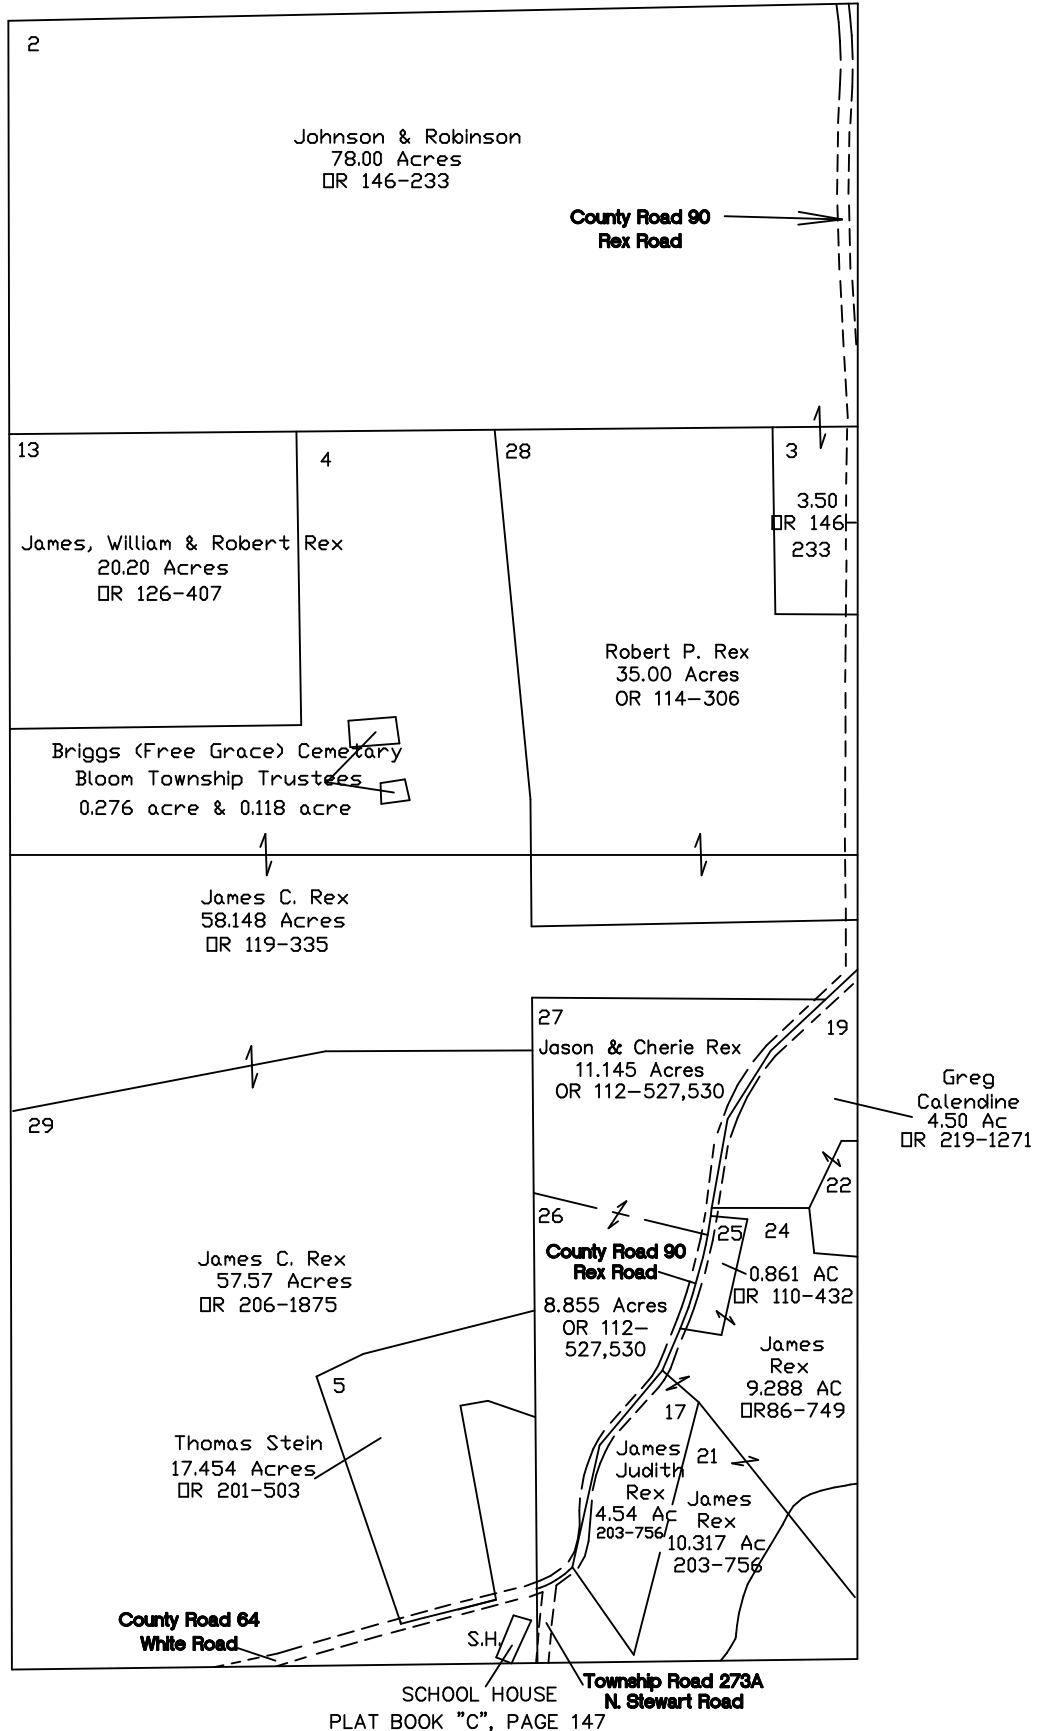 2
Johnson & Robinson
78.00 Acres
OR 146-233
County Road 90
Rex Road
13
4
28
3
3.50
OR 146-
233
James, William & Robert Rex
20.20 Acres
OR 126-407
Robert P. Rex
35.00 Acres
OR 114-306
Briggs (Free Grace) Cemetary
Bloom Township Trustees
0.276 acre & 0.118 acre
James C. Rex
58.148 Acres
OR 119-335
27
19
Jason & Cherie Rex
11.145 Acres
OR 112-527,530
Greg
Calendine
4.50 Ac
OR 219-1271
29
22
26
25
24
County Road 90
Rex Road
0.861 AC
OR 110-432
James C. Rex
57.57 Acres
OR 206-1875
8.855 Acres
OR 112-
527,530
James
Rex
9.288 AC
OR86-749
5
17
Thomas Stein
17.454 Acres
OR 201-503
James
Judith
Rex
4.54 Ac
203-756
21
James
Rex
10.317 Ac
203-756
County Road 64
White Road
S.H.
Township Road 273A
N. Stewart Road
SCHOOL HOUSE
PLAT BOOK "C", PAGE 147